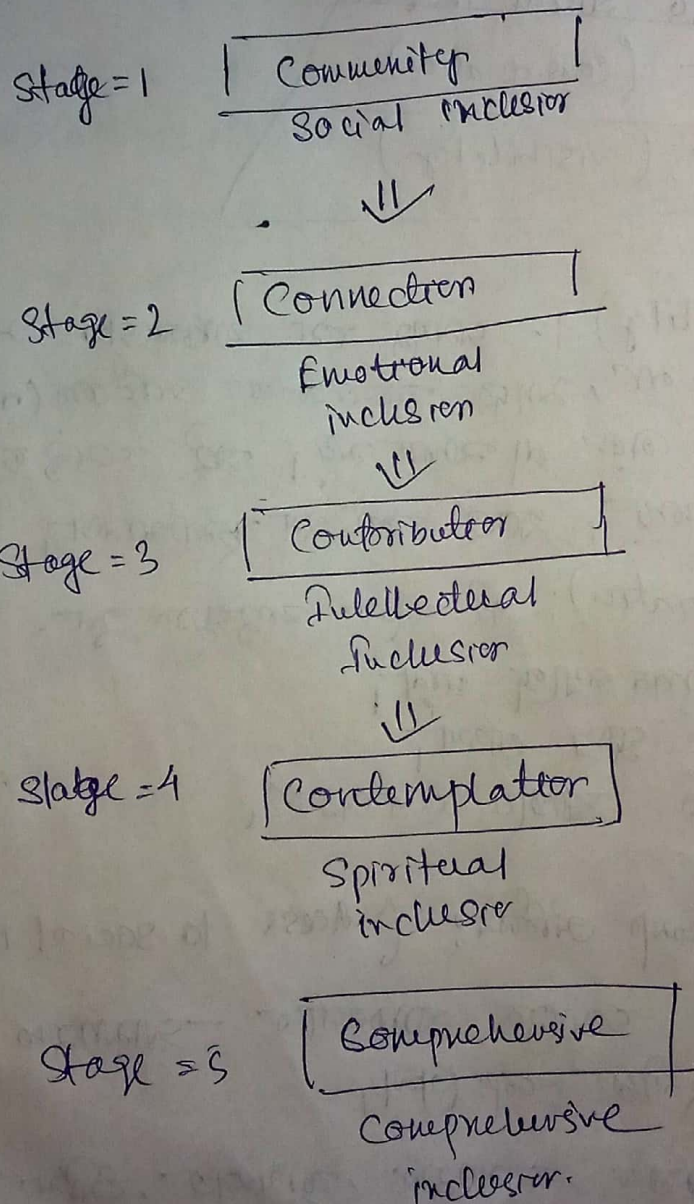 Stage = 1 Community
Social inclusion
Stage = 2 Connection
Emotional
inclusion
Stage = 3 Contribution
Intellectual
Inclusion
Stage = 4 Contemplation
Spiritual
inclusion
Stage = 5 Comprehensive
Comprehensive
inclusion.